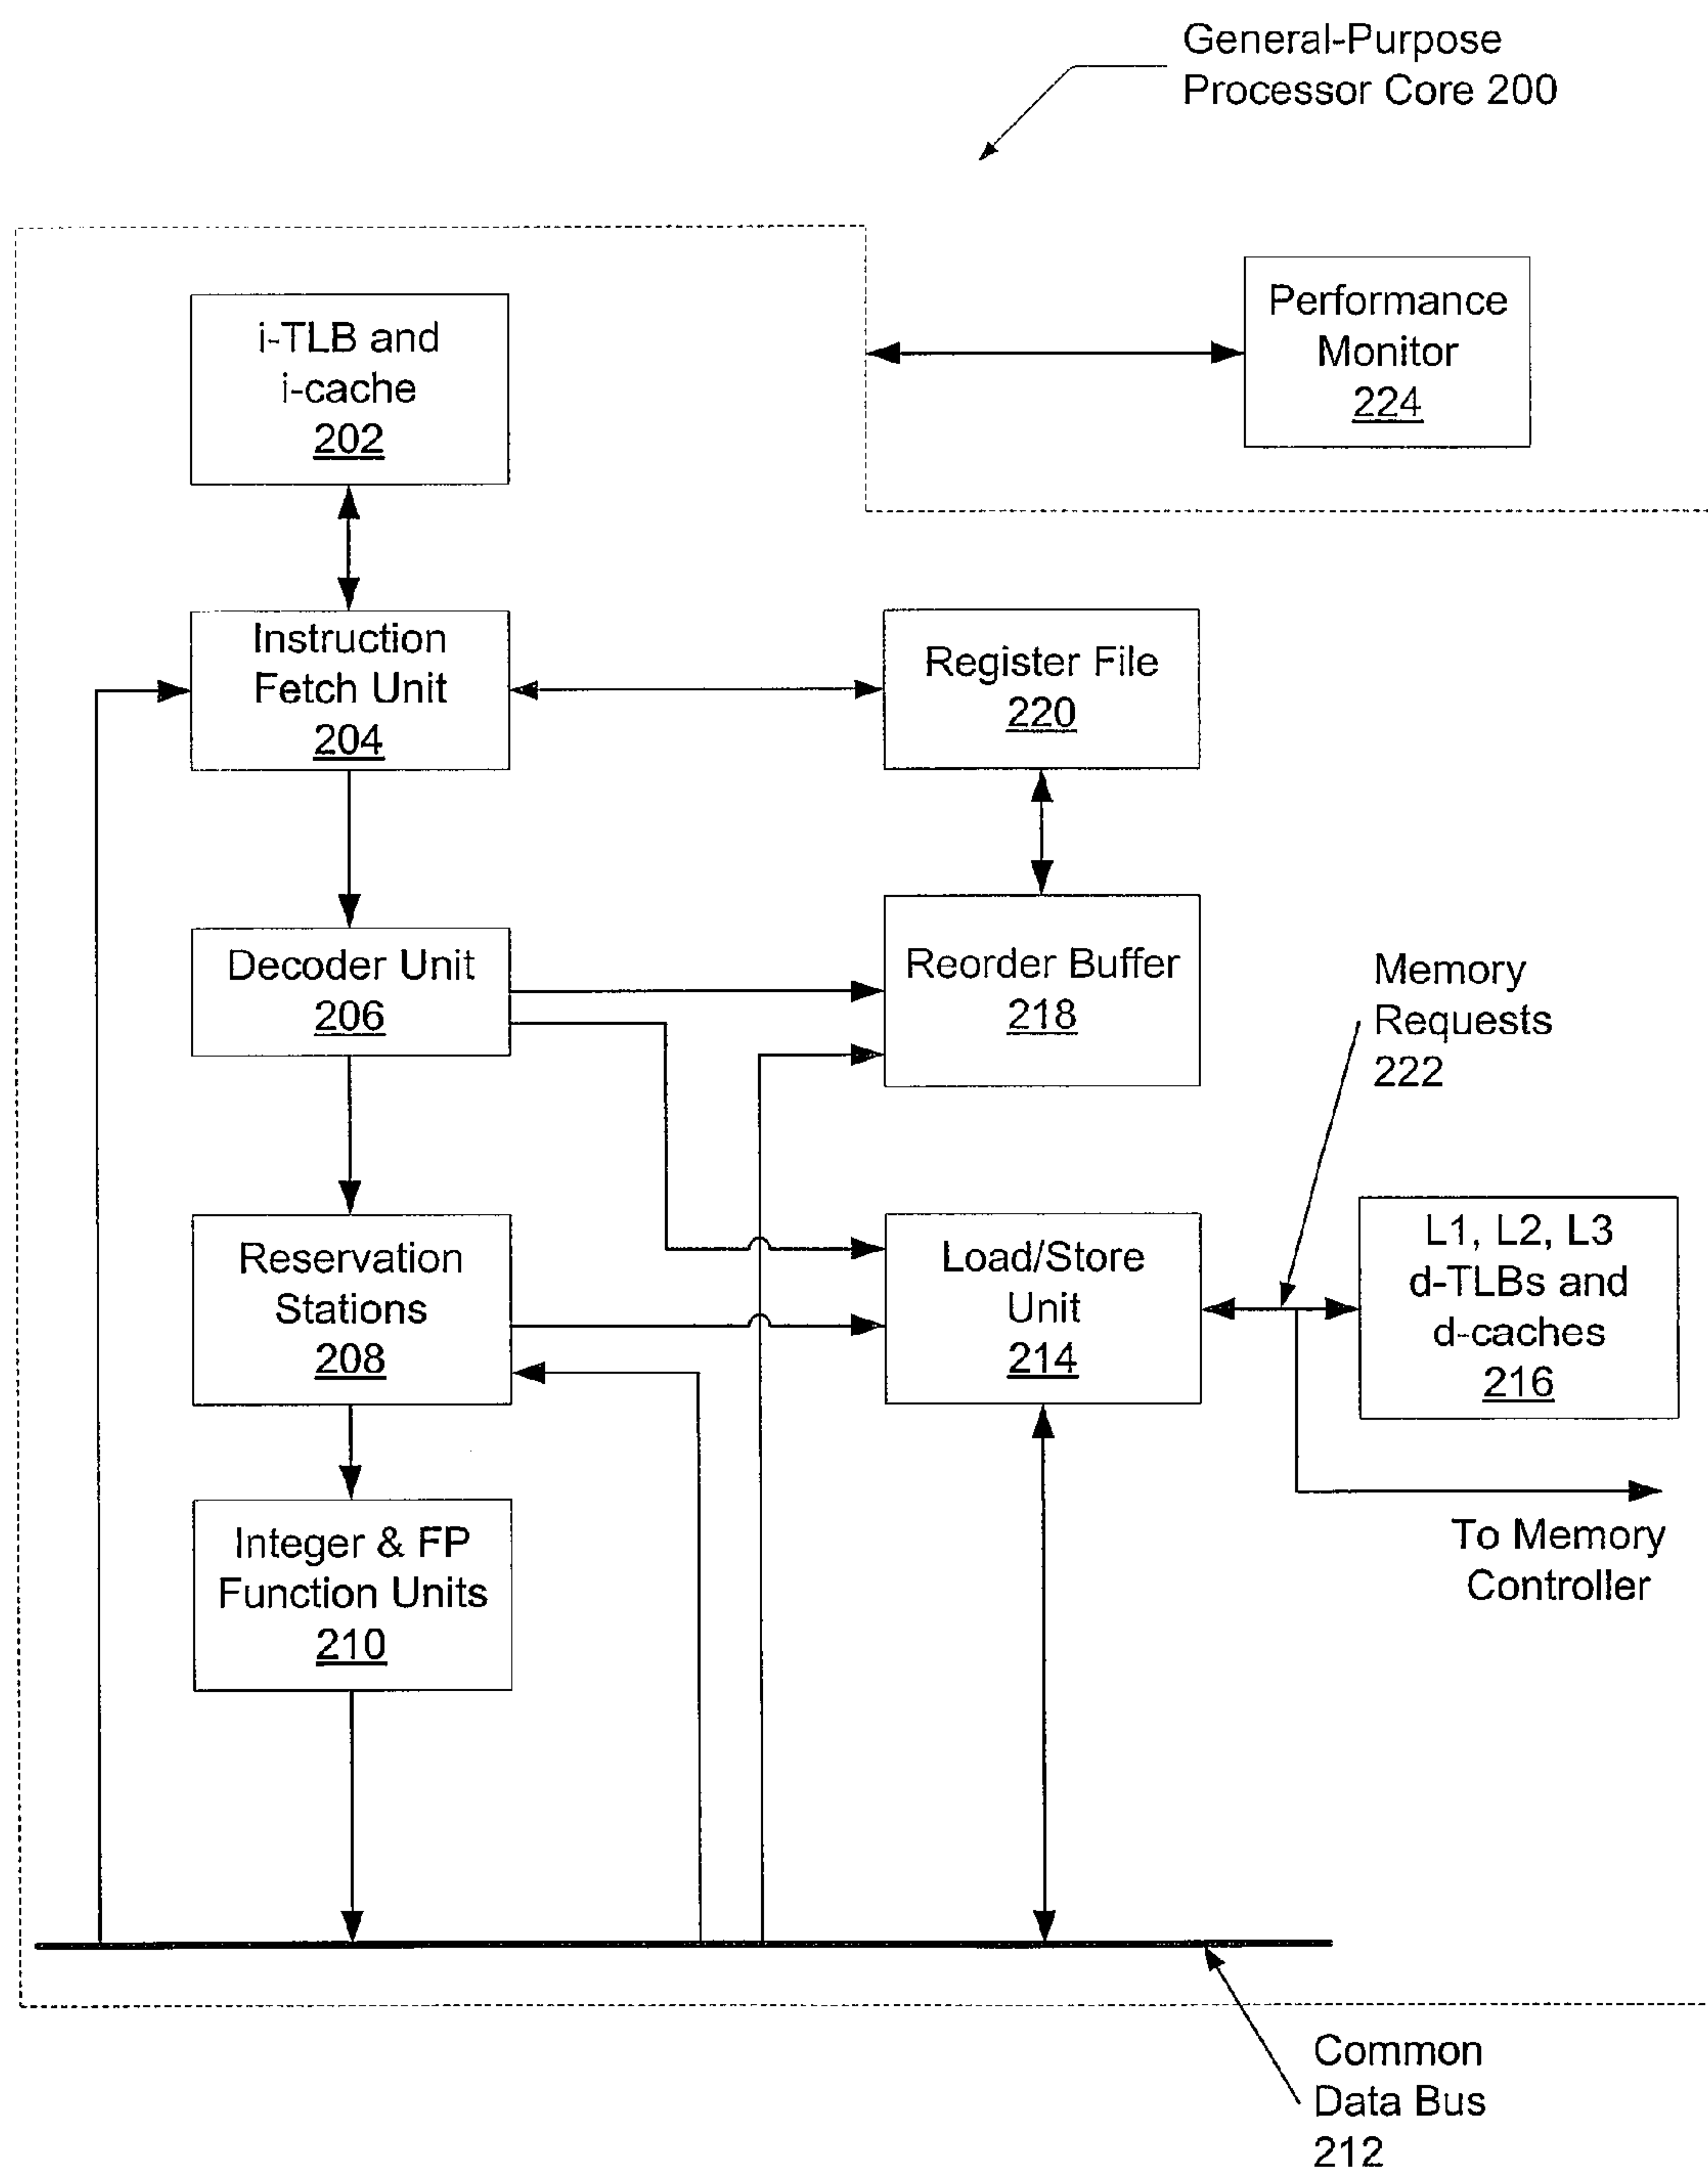 General-Purpose
Processor Core 200
Performance
Monitor
224
i-TLB and
i-cache
202
Instruction
Fetch Unit
204
Register File
220
Decoder Unit
206
Reorder Buffer
218
Memory
Requests
222
Reservation
Stations
208
Load/Store
Unit
214
L1, L2, L3
d-TLBs and
d-caches
216
Integer & FP
Function Units
210
To Memory
Controller
Common
Data Bus
212